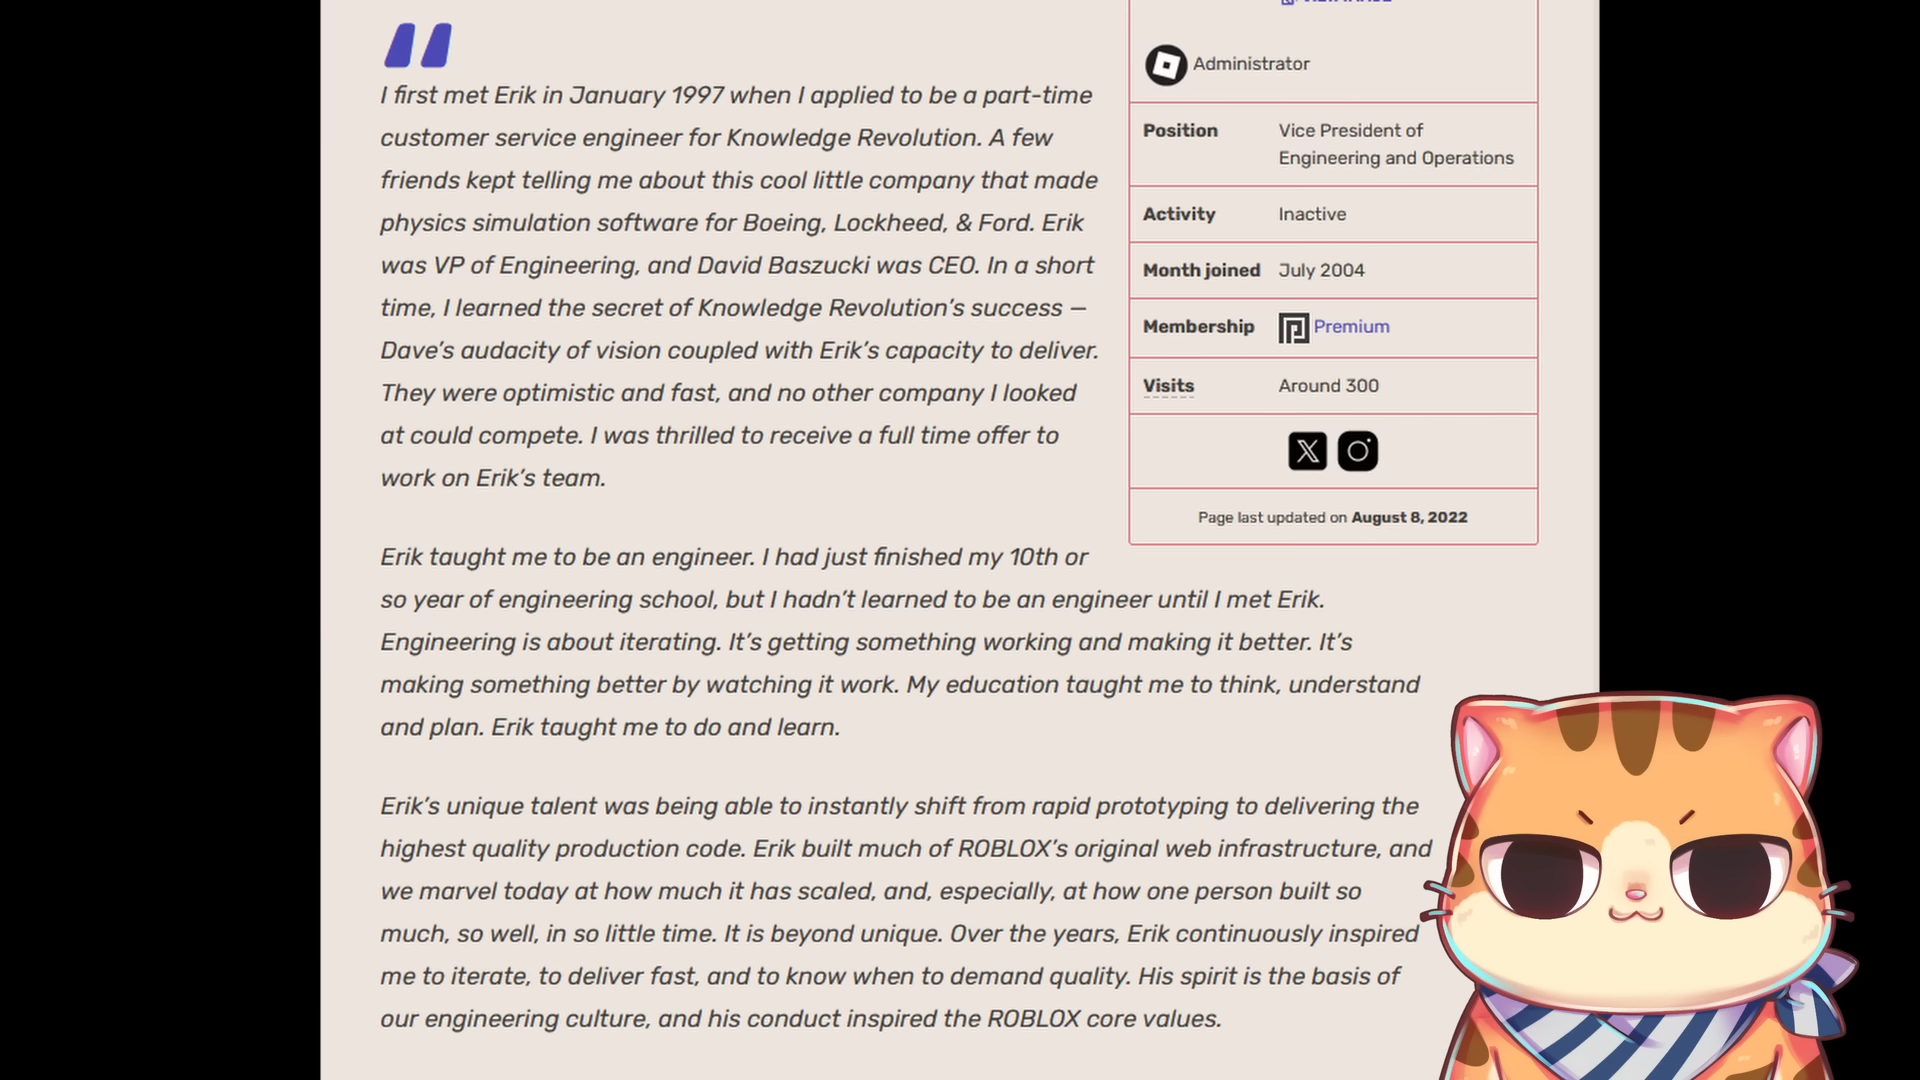 I first met Erik in January 1997 when I applied to be a part-time
customer service engineer for Knowledge Revolution. A few
friends kept telling me about this cool little company that made
physics simulation software for Boeing, Lockheed, & Ford. Erik
was VP of Engineering, and David Baszucki was CEO. In a short
time, I learned the secret of Knowledge Revolution’s success —
Dave’s audacity of vision coupled with Erik’s capacity to deliver.
They were optimistic and fast, and no other company I looked
at could compete. I was thrilled to receive a full time offer to
work on Erik’s team.
Erik taught me to be an engineer. I had just finished my 10th or
so year of engineering school, but I hadn’t learned to be an engineer until I met Erik.
Engineering is about iterating. It’s getting something working and making it better. It’s
making something better by watching it work. My education taught me to think, understand
and plan. Erik taught me to do and learn.
Erik’s unique talent was being able to instantly shift from rapid prototyping to delivering the
highest quality production code. Erik built much of ROBLOX’s original web infrastructure, and
we marvel today at how much it has scaled, and, especially, at how one person built so
much, so well, in so little time. It is beyond unique. Over the years, Erik continuously inspired
me to iterate, to deliver fast, and to know when to demand quality. His spirit is the basis of
our engineering culture, and his conduct inspired the ROBLOX core values.
Administrator
Position Vice President of
Engineering and Operations
Activity Inactive
Month joined July 2004
Membership Premium
Visits Around 300
Page last updated on August 8, 2022